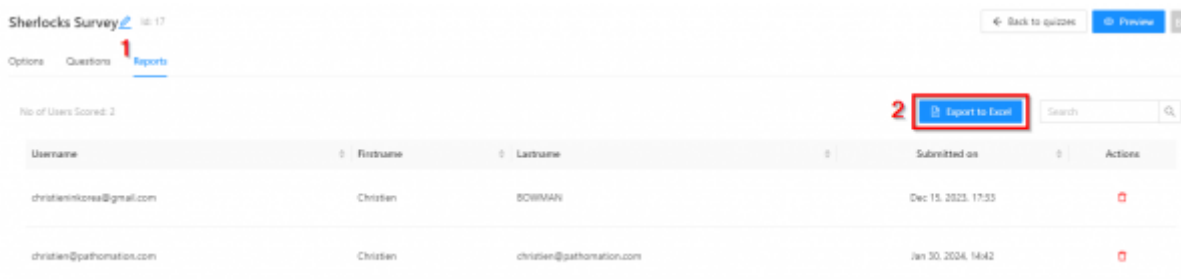 Sherlocks Survey id: 17
← Back to quizzes Preview
1
Options Questions Reports
No of Users Scored: 2
2 Export to Excel Search
Username Firstname Lastname Submitted on Actions
christieninkorea@gmail.com Christien BOWMAN Dec 15, 2023, 17:53
christien@pathomation.com Christien christien@pathomation.com Jan 30, 2024, 14:42